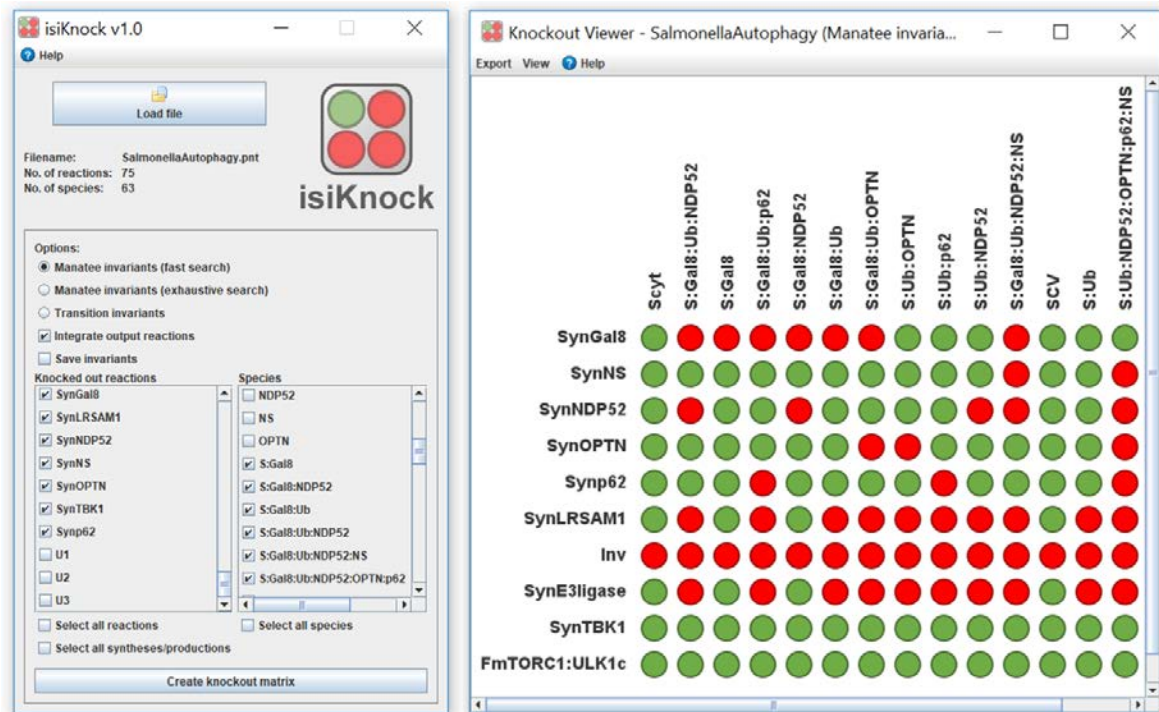 isiKnock v1.0
Help
Load file
Filename: SalmonellaAutophagy.pnt
No. of reactions: 75
No. of species: 63
isiKnock
Options:
Manatee invariants (fast search)
Manatee invariants (exhaustive search)
Transition invariants
Integrate output reactions
Save invariants
Knocked out reactions
SynGal8
SynLRSAM1
SynNDP52
SynNS
SynOPTN
SynTBK1
Synp62
U1
U2
U3
Species
NDP52
NS
OPTN
S:Gal8
S:Gal8:NDP52
S:Gal8:Ub
S:Gal8:Ub:NDP52
S:Gal8:Ub:NDP52:NS
S:Gal8:Ub:NDP52:OPTN:p62
Select all reactions
Select all species
Select all syntheses/productions
Create knockout matrix
Knockout Viewer - SalmonellaAutophagy (Manatee invaria...
Export View Help
Scyt
S:Gal8:Ub:NDP52
S:Gal8
S:Gal8:Ub:p62
S:Gal8:NDP52
S:Gal8:Ub
S:Gal8:Ub:OPTN
S:Ub:OPTN
S:Ub:p62
S:Ub:NDP52
S:Gal8:Ub:NDP52:NS
SCV
S:Ub
S:Ub:NDP52:OPTN:p62:NS
SynGal8
SynNS
SynNDP52
SynOPTN
Synp62
SynLRSAM1
Inv
SynE3ligase
SynTBK1
FmTORC1:ULK1c